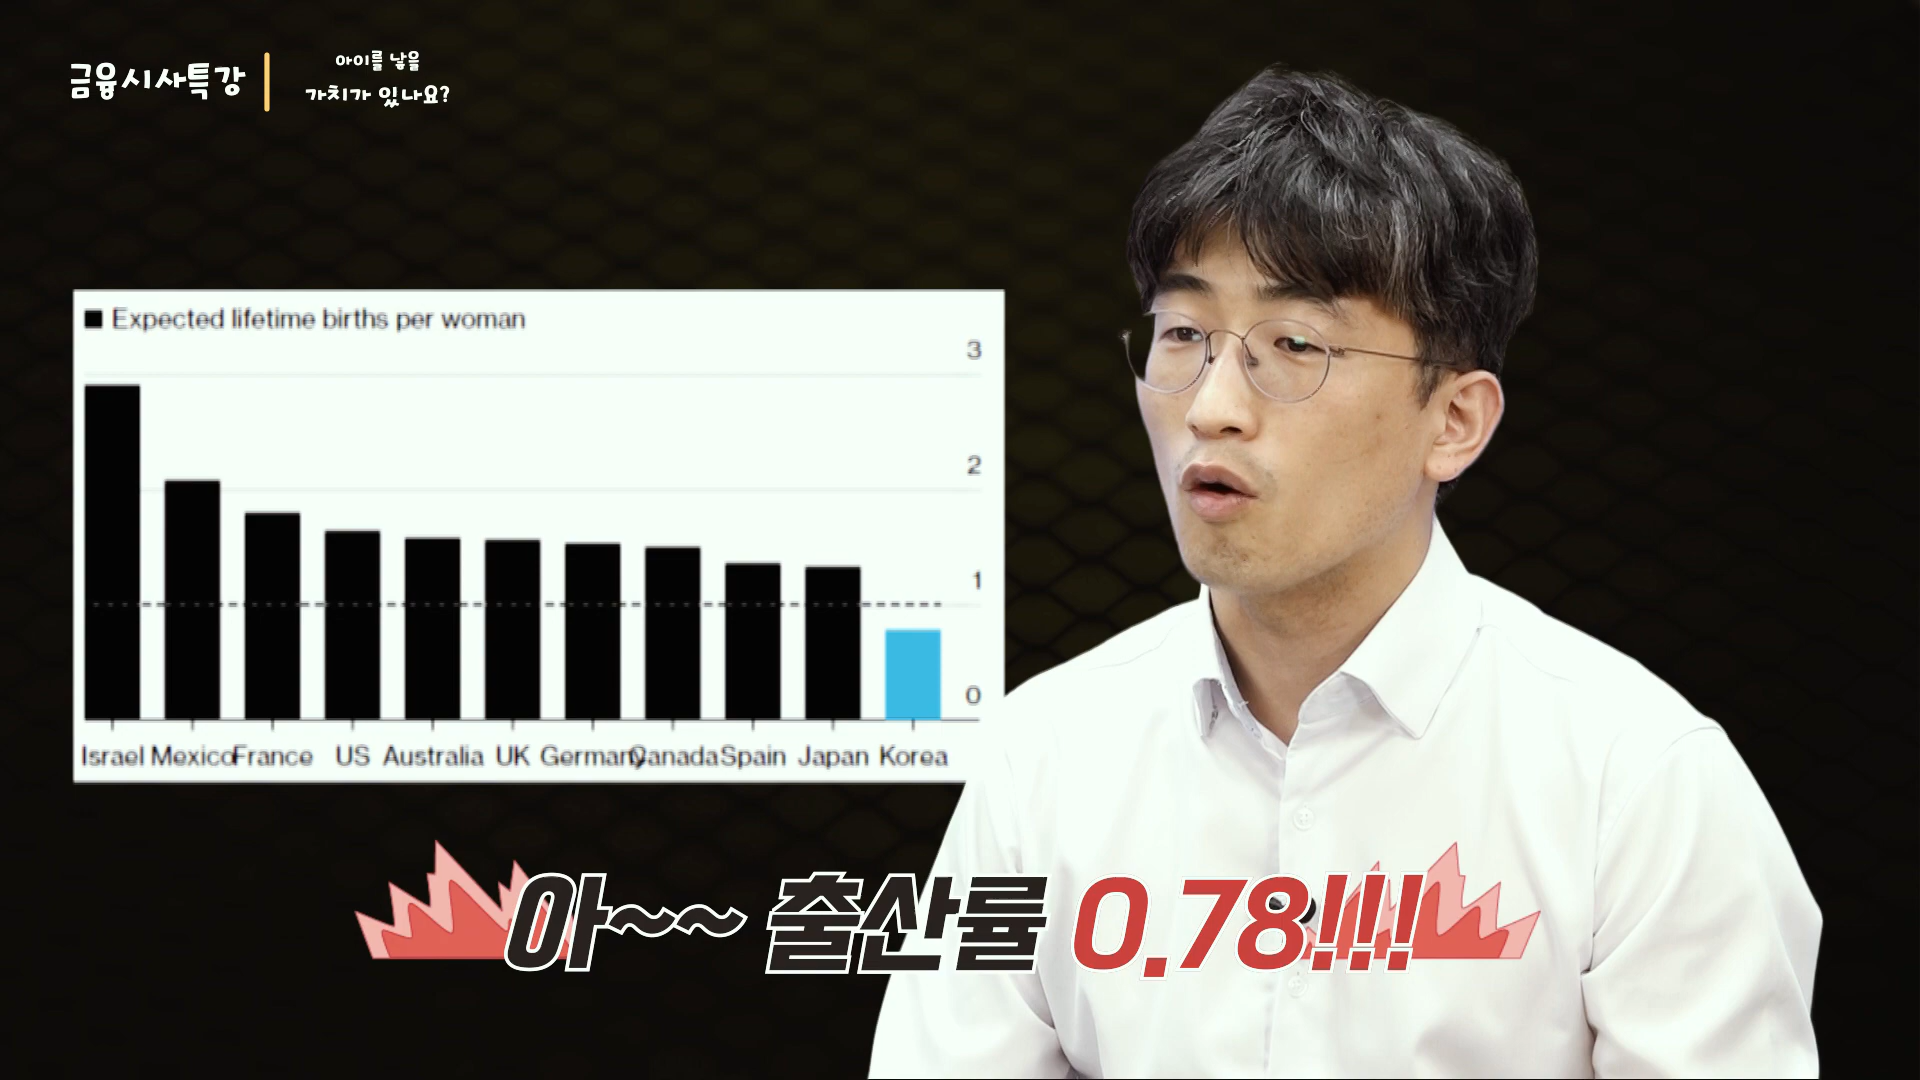 금융시사특강
아이를 낳을
가치가 있나요?
Expected lifetime births per woman
3
2
1
0
Israel Mexico France US Australia UK Germany Canada Spain Japan Korea
아~~ 출산률 0.78!!!